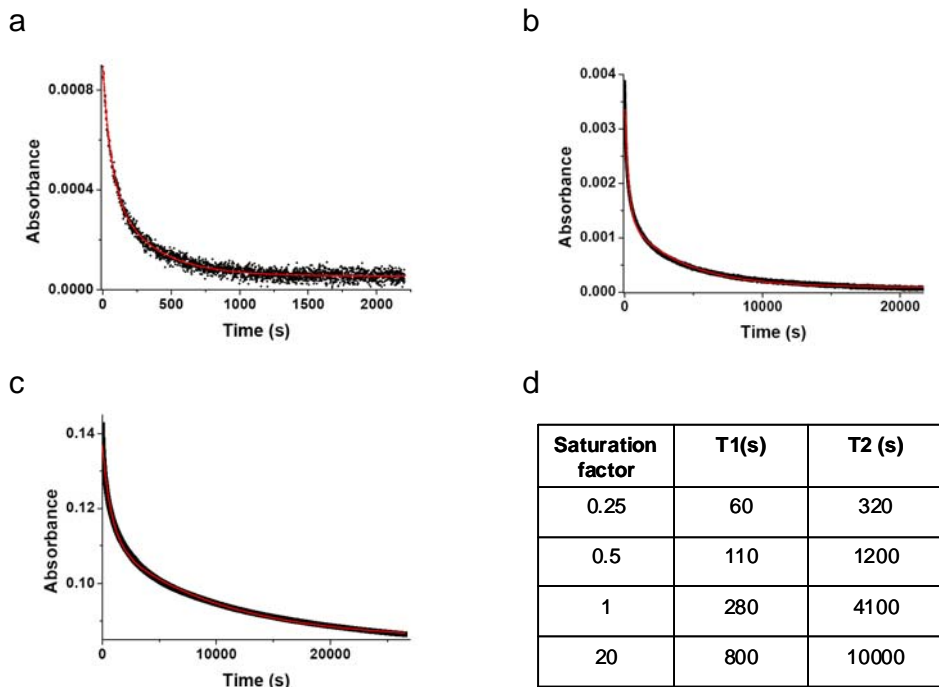 a
0.0008
0.0004
0.0000
Absorbance
0 500 1000 1500 2000
Time (s)
b
0.004
0.003
0.002
0.001
0.000
Absorbance
0 10000 20000
Time (s)
c
0.14
0.12
0.10
Absorbance
0 10000 20000
Time (s)
d
Saturation factor T1(s) T2 (s)
0.25 60 320
0.5 110 1200
1 280 4100
20 800 10000